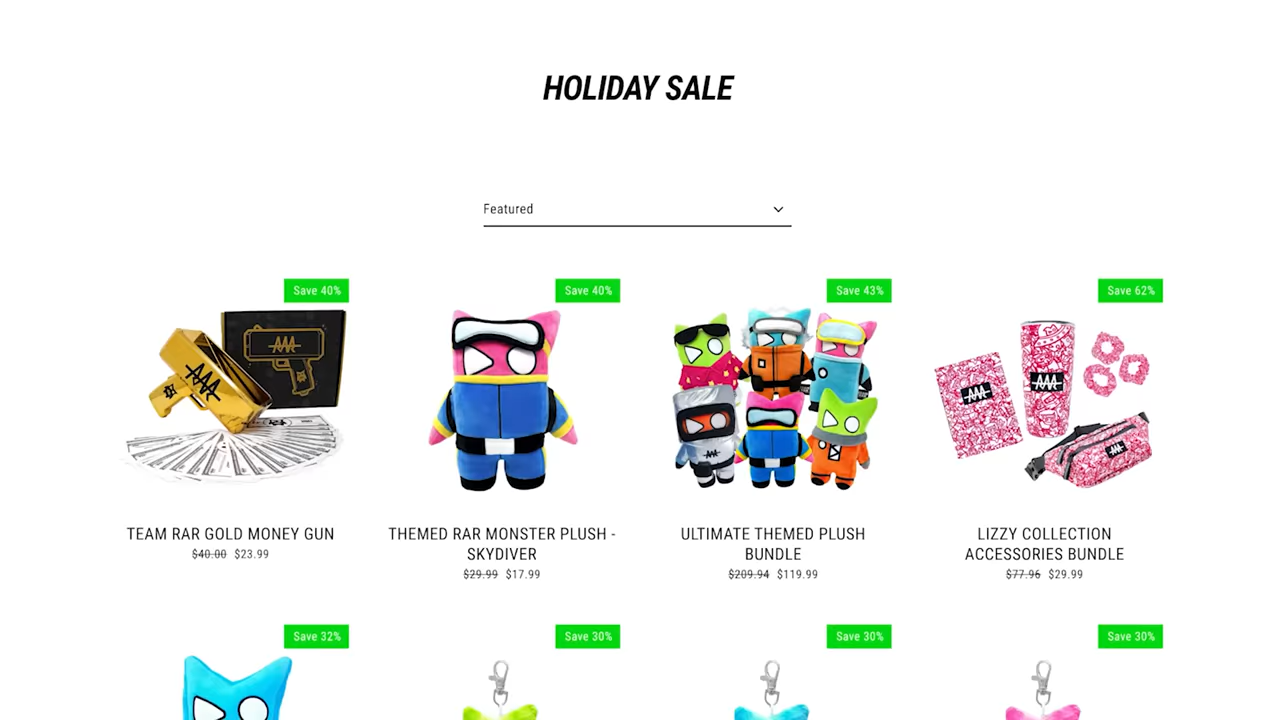 HOLIDAY SALE
Featured
Save 40%
Save 40%
Save 43%
Save 62%
TEAM RAR GOLD MONEY GUN
$40.00 $23.99
THEMED RAR MONSTER PLUSH -
SKYDIVER
$29.99 $17.99
ULTIMATE THEMED PLUSH
BUNDLE
$209.94 $119.99
LIZZY COLLECTION
ACCESSORIES BUNDLE
$77.96 $29.99
Save 32%
Save 30%
Save 30%
Save 30%